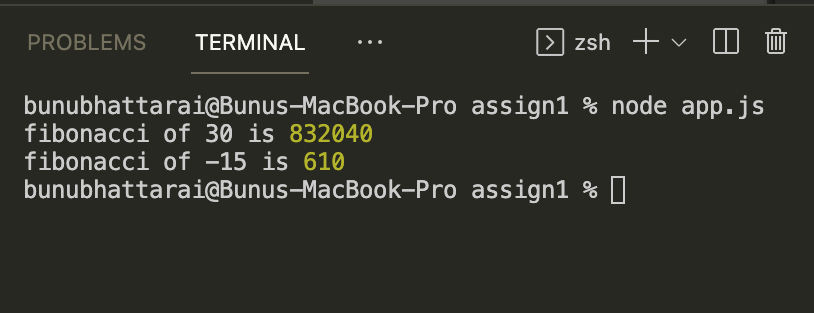 PROBLEMS TERMINAL ... zsh
bunubhattarai@Bunus-MacBook-Pro assign1 % node app.js
fibonacci of 30 is 832040
fibonacci of -15 is 610
bunubhattarai@Bunus-MacBook-Pro assign1 %